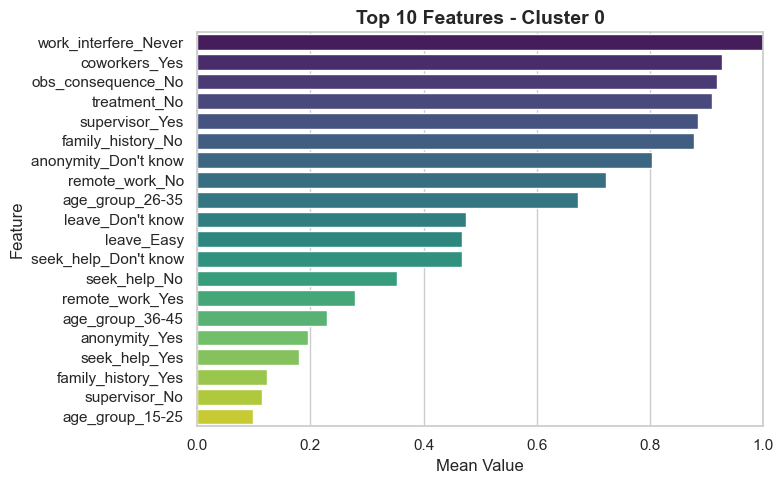 Top 10 Features - Cluster 0
work_interfere_Never
coworkers_Yes
obs_consequence_No
treatment_No
supervisor_Yes
family_history_No
anonymity_Don't know
remote_work_No
age_group_26-35
leave_Don't know
leave_Easy
seek_help_Don't know
seek_help_No
remote_work_Yes
age_group_36-45
anonymity_Yes
seek_help_Yes
family_history_Yes
supervisor_No
age_group_15-25
Feature
0.0 0.2 0.4 0.6 0.8 1.0
Mean Value